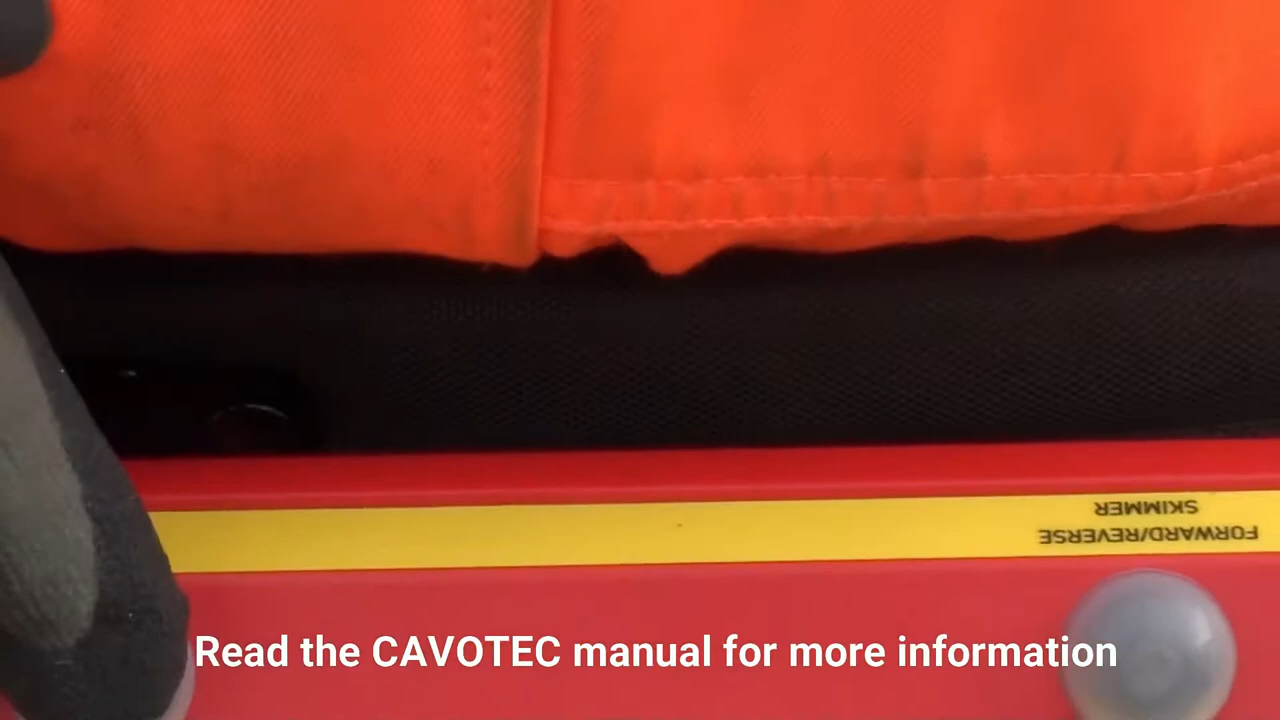 FORWARD/REVERSE
SKIMMER
Read the CAVOTEC manual for more information